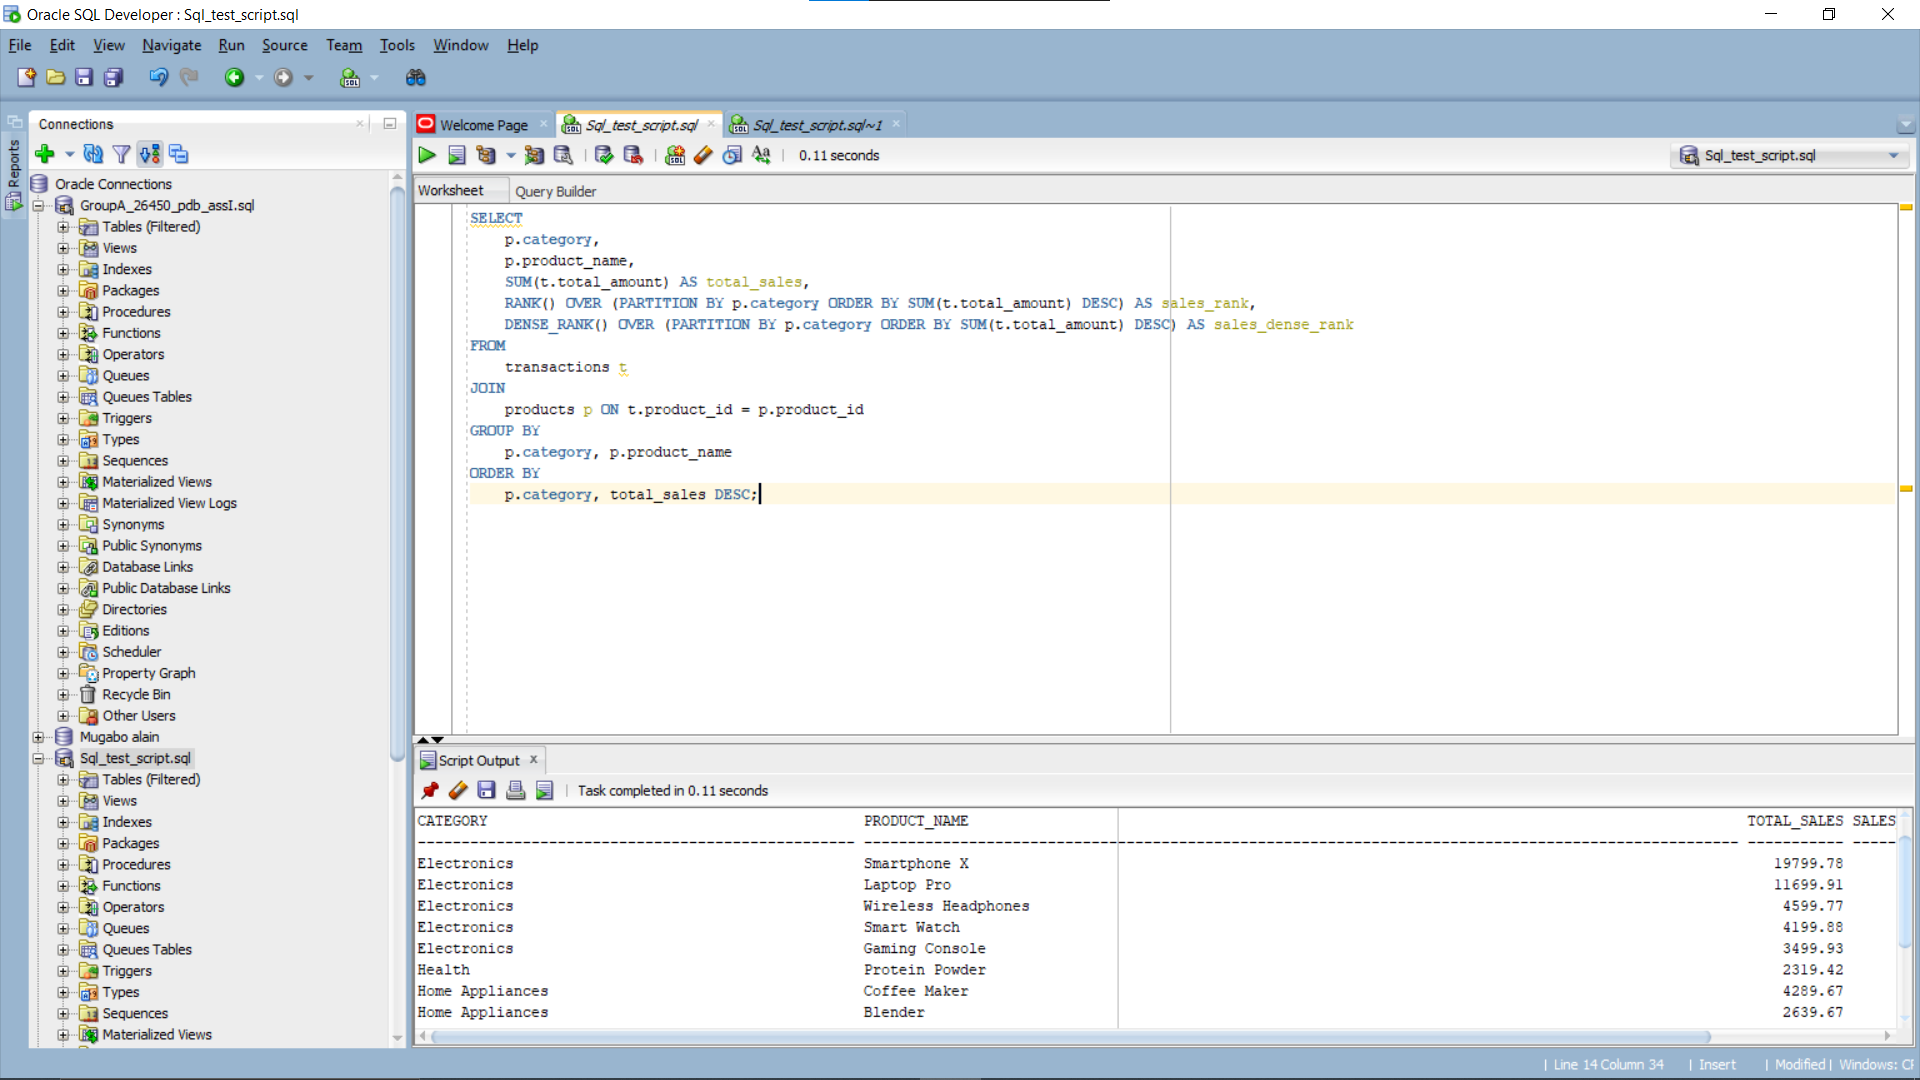 Oracle SQL Developer : Sql_test_script.sql
File Edit View Navigate Run Source Team Tools Window Help
Reports
Connections
Oracle Connections
GroupA_26450_pdb_assI.sql
Tables (Filtered)
Views
Indexes
Packages
Procedures
Functions
Operators
Queues
Queues Tables
Triggers
Types
Sequences
Materialized Views
Materialized View Logs
Synonyms
Public Synonyms
Database Links
Public Database Links
Directories
Editions
Scheduler
Property Graph
Recycle Bin
Other Users
Mugabo alain
Sql_test_script.sql
Tables (Filtered)
Views
Indexes
Packages
Procedures
Functions
Operators
Queues
Queues Tables
Triggers
Types
Sequences
Materialized Views
Welcome Page Sql_test_script.sql Sql_test_script.sql~1
0.11 seconds Sql_test_script.sql
Worksheet Query Builder
SELECT
p.category,
p.product_name,
SUM(t.total_amount) AS total_sales,
RANK() OVER (PARTITION BY p.category ORDER BY SUM(t.total_amount) DESC) AS sales_rank,
DENSE_RANK() OVER (PARTITION BY p.category ORDER BY SUM(t.total_amount) DESC) AS sales_dense_rank
FROM
transactions t
JOIN
products p ON t.product_id = p.product_id
GROUP BY
p.category, p.product_name
ORDER BY
p.category, total_sales DESC;
Script Output
Task completed in 0.11 seconds
CATEGORY PRODUCT_NAME TOTAL_SALES SALES
Electronics Smartphone X 19799.78
Electronics Laptop Pro 11699.91
Electronics Wireless Headphones 4599.77
Electronics Smart Watch 4199.88
Electronics Gaming Console 3499.93
Health Protein Powder 2319.42
Home Appliances Coffee Maker 4289.67
Home Appliances Blender 2639.67
Line 14 Column 34 | Insert | Modified | Windows: